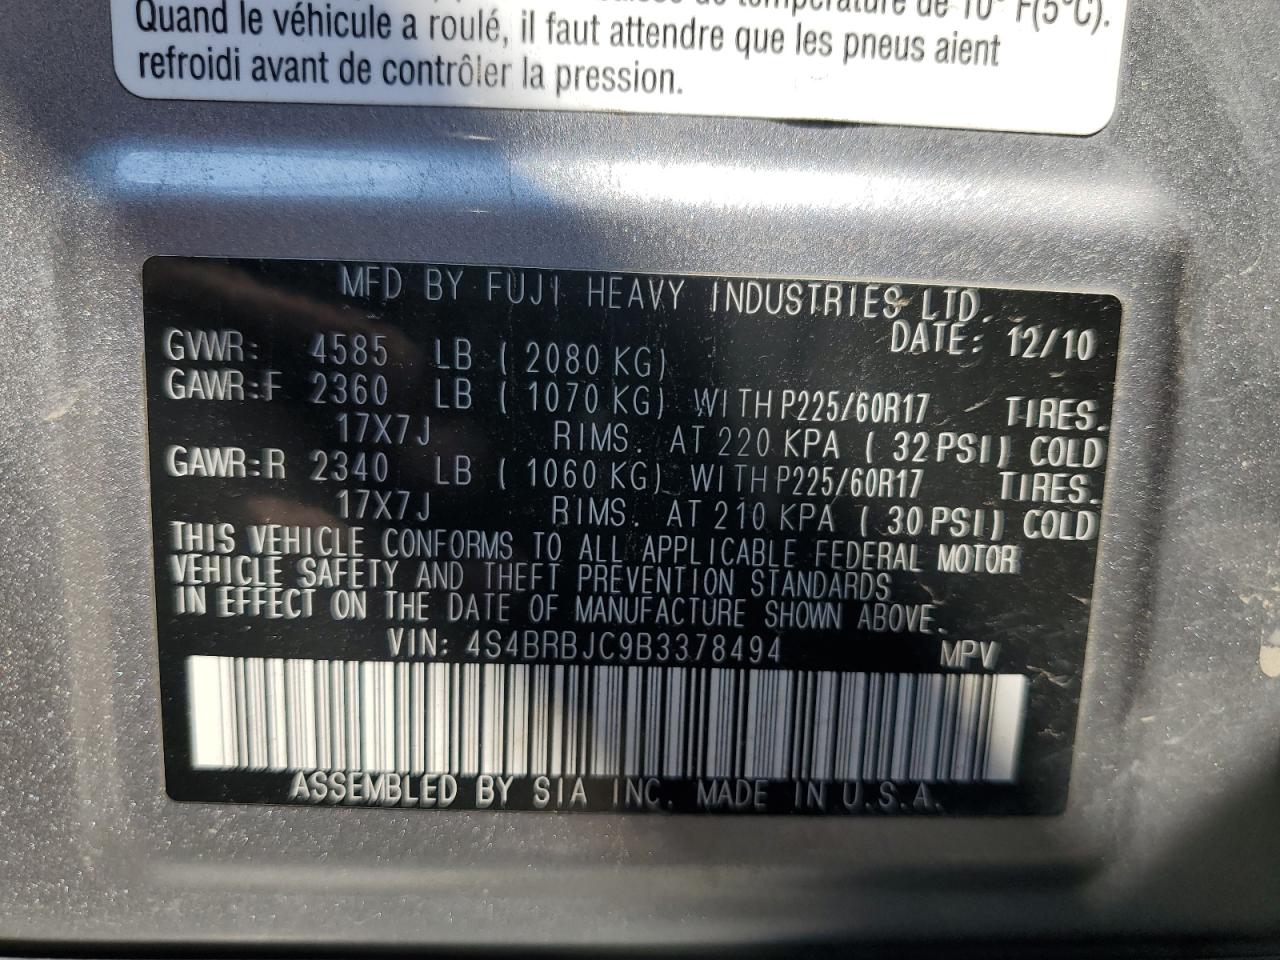 température de 10° F(5°C).
Quand le véhicule a roulé, il faut attendre que les pneus aient
refroidi avant de contrôler la pression.
MFD BY FUJI HEAVY INDUSTRIES LTD.
DATE: 12/10
GVWR: 4585 LB ( 2080 KG)
GAWR:F 2360 LB ( 1070 KG) WITH P225/60R17 TIRES.
17X7J RIMS. AT 220 KPA ( 32 PSI) COLD
GAWR:R 2340 LB ( 1060 KG) WITH P225/60R17 TIRES.
17X7J RIMS. AT 210 KPA ( 30 PSI) COLD
THIS VEHICLE CONFORMS TO ALL APPLICABLE FEDERAL MOTOR
VEHICLE SAFETY AND THEFT PREVENTION STANDARDS
IN EFFECT ON THE DATE OF MANUFACTURE SHOWN ABOVE.
VIN: 4S4BRBJC9B3378494 MPV
ASSEMBLED BY SIA INC. MADE IN U.S.A.